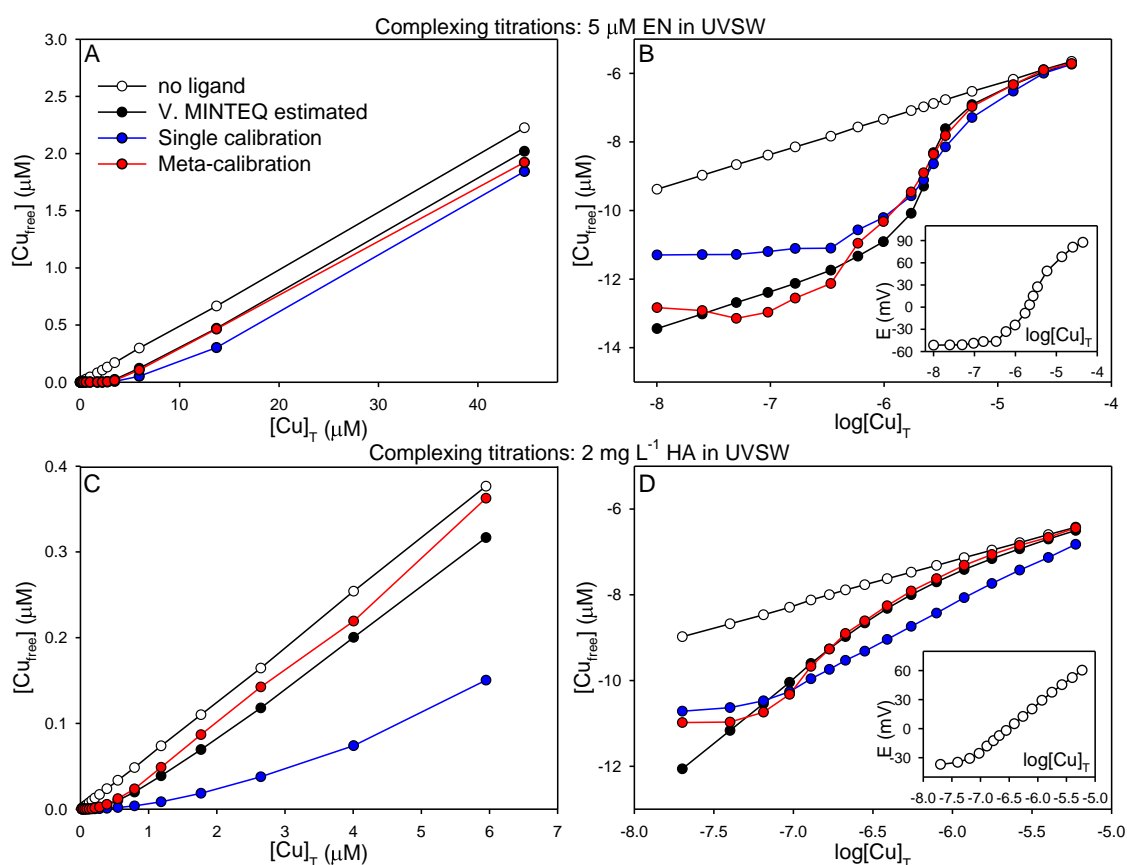 Complexing titrations: 5 μM EN in UVSW
A
no ligand
V. MINTEQ estimated
Single calibration
Meta-calibration
[Cu_free] (μM)
3.0
2.5
2.0
1.5
1.0
0.5
0.0
0 10 20 30 40
[Cu]_T (μM)
B
[Cu_free] (μM)
-6
-8
-10
-12
-14
-8 -7 -6 -5 -4
log[Cu]_T
E (mV)
90
60
30
0
-30
-60
log[Cu]_T
-8 -7 -6 -5 -4
Complexing titrations: 2 mg L⁻¹ HA in UVSW
C
[Cu_free] (μM)
0.4
0.3
0.2
0.1
0.0
0 1 2 3 4 5 6 7
[Cu]_T (μM)
D
[Cu_free] (μM)
-6
-8
-10
-12
-8.0 -7.5 -7.0 -6.5 -6.0 -5.5 -5.0
log[Cu]_T
E (mV)
60
30
0
-30
log[Cu]_T
-8.0 -7.5 -7.0 -6.5 -6.0 -5.5 -5.0